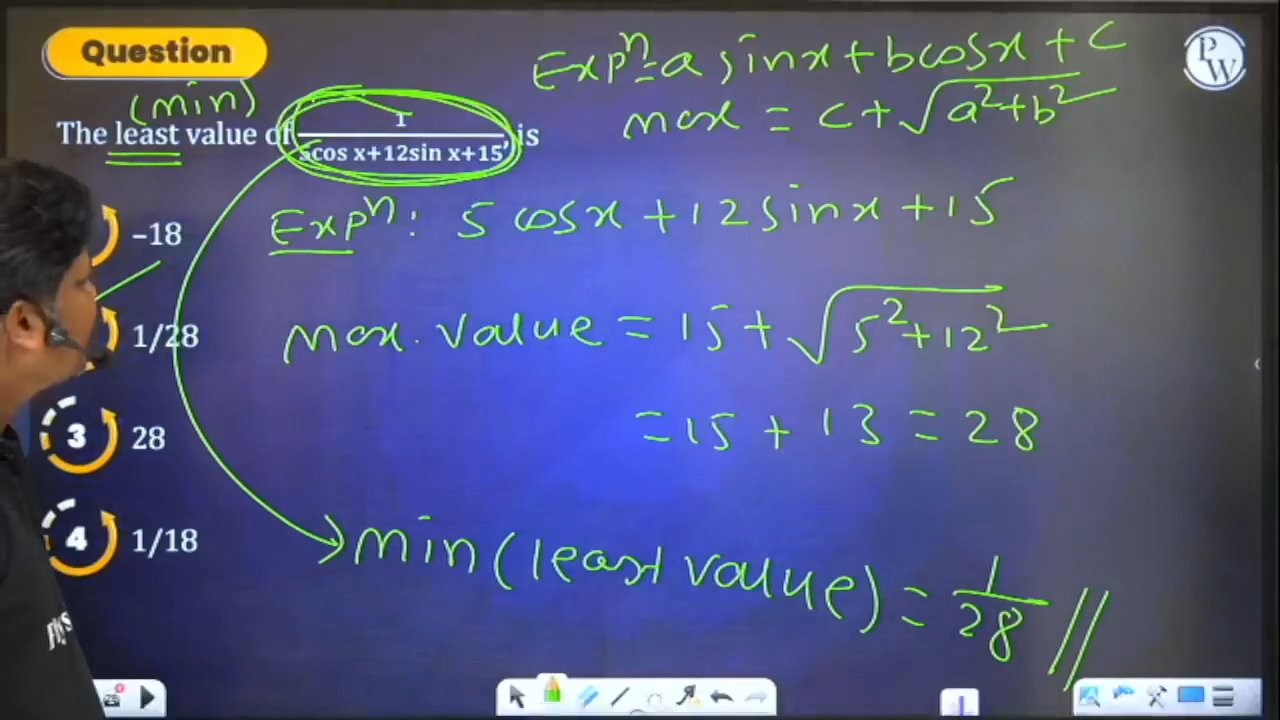 Question
Expⁿ = a sinx + bcosx + c
(min)
max = c + √a²+b²
PW
The least value of 1/5cos x+12sin x+15, is
Expⁿ: 5 cosx + 12 sinx + 15
–18
max. value = 15 + √5²+12²
1/28
= 15 + 13 = 28
3 28
4 1/18
min (least value) = 1/28 //